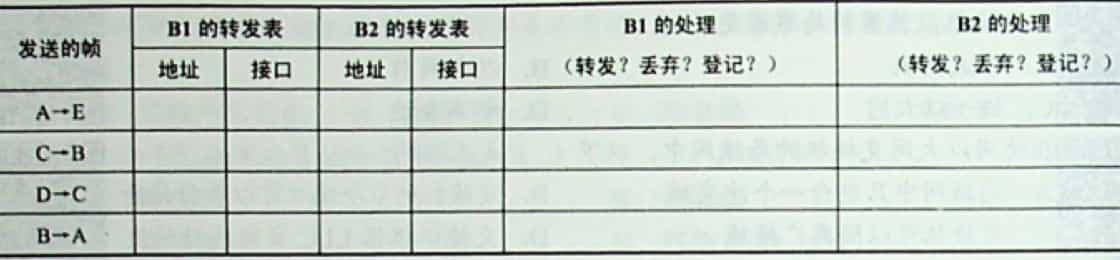 发送的帧 B1 的转发表 B2 的转发表 B1 的处理 B2 的处理
地址 接口 地址 接口 (转发? 丢弃? 登记? ) (转发? 丢弃? 登记? )
A→E
C→B
D→C
B→A